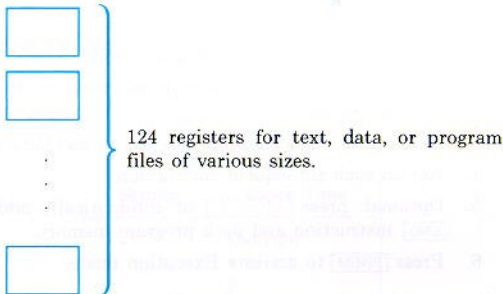 124 registers for text, data, or program
files of various sizes.